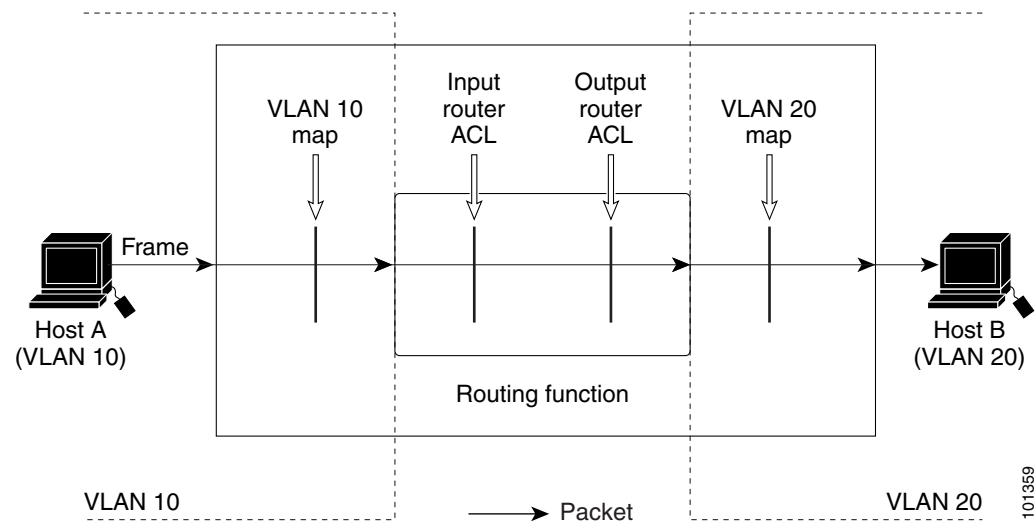 VLAN 10
map
Input
router
ACL
Output
router
ACL
VLAN 20
map
Frame
Host A
(VLAN 10)
Host B
(VLAN 20)
Routing function
VLAN 10
Packet
VLAN 20
101359